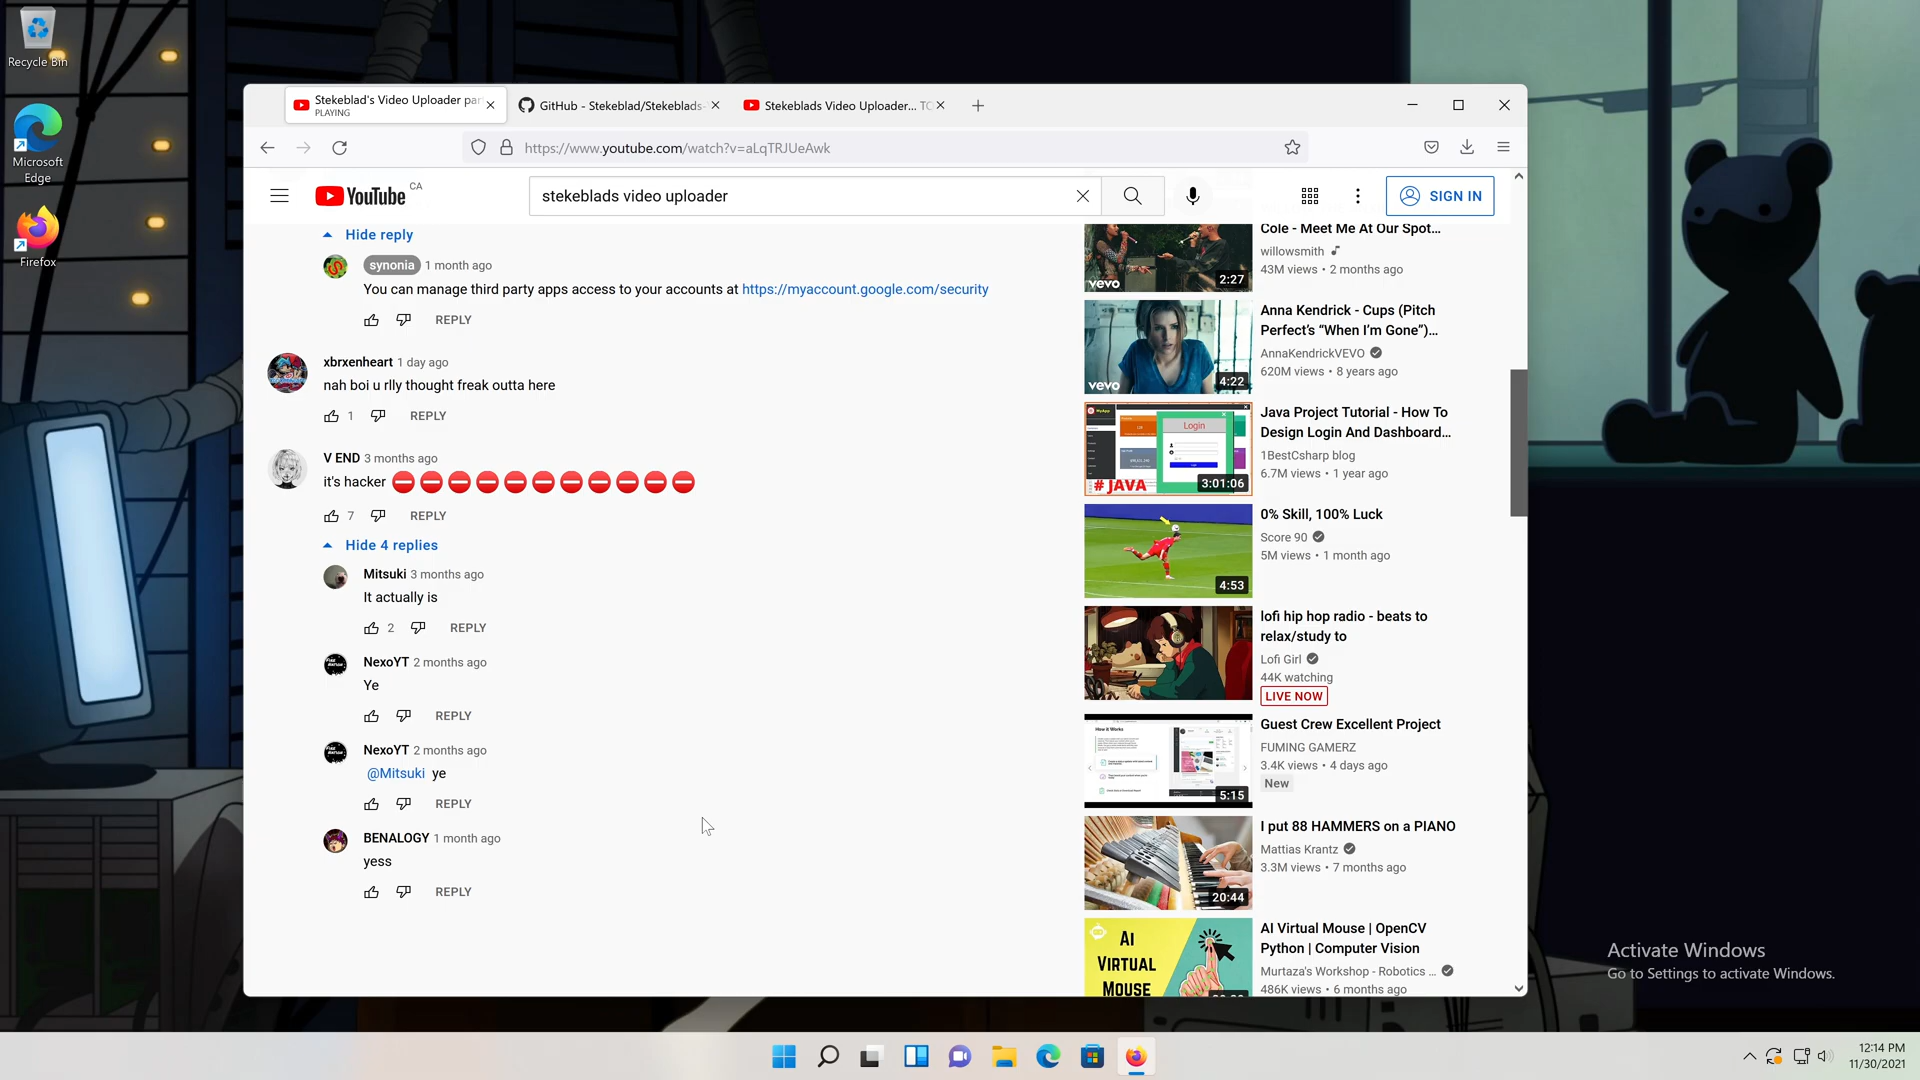 Recycle Bin
Microsoft
Edge
Firefox
Stekeblad's Video Uploader par
PLAYING
GitHub - Stekeblad/Stekeblads-
Stekeblads Video Uploader... TC
https://www.youtube.com/watch?v=aLqTRJUeAwk
YouTube CA
stekeblads video uploader
SIGN IN
Hide reply
synonia 1 month ago
You can manage third party apps access to your accounts at https://myaccount.google.com/security
REPLY
xbrxenheart 1 day ago
nah boi u rlly thought freak outta here
1 REPLY
V END 3 months ago
it's hacker ⛔ ⛔ ⛔ ⛔ ⛔ ⛔ ⛔ ⛔ ⛔ ⛔ ⛔
7 REPLY
Hide 4 replies
Mitsuki 3 months ago
It actually is
2 REPLY
NexoYT 2 months ago
Ye
REPLY
NexoYT 2 months ago
@Mitsuki ye
REPLY
BENALOGY 1 month ago
yess
REPLY
vevo
2:27
Cole - Meet Me At Our Spot...
willowsmith
43M views • 2 months ago
vevo
4:22
Anna Kendrick - Cups (Pitch
Perfect's “When I'm Gone”)...
AnnaKendrickVEVO
620M views • 8 years ago
Login
# JAVA
3:01:06
Java Project Tutorial - How To
Design Login And Dashboard...
1BestCsharp blog
6.7M views • 1 year ago
4:53
0% Skill, 100% Luck
Score 90
5M views • 1 month ago
lofi hip hop radio - beats to
relax/study to
Lofi Girl
44K watching
LIVE NOW
How it Works
5:15
Guest Crew Excellent Project
FUMING GAMERZ
3.4K views • 4 days ago
New
20:44
I put 88 HAMMERS on a PIANO
Mattias Krantz
3.3M views • 7 months ago
AI
VIRTUAL
MOUSE
AI Virtual Mouse | OpenCV
Python | Computer Vision
Murtaza's Workshop - Robotics ...
486K views • 6 months ago
Activate Windows
Go to Settings to activate Windows.
12:14 PM
11/30/2021